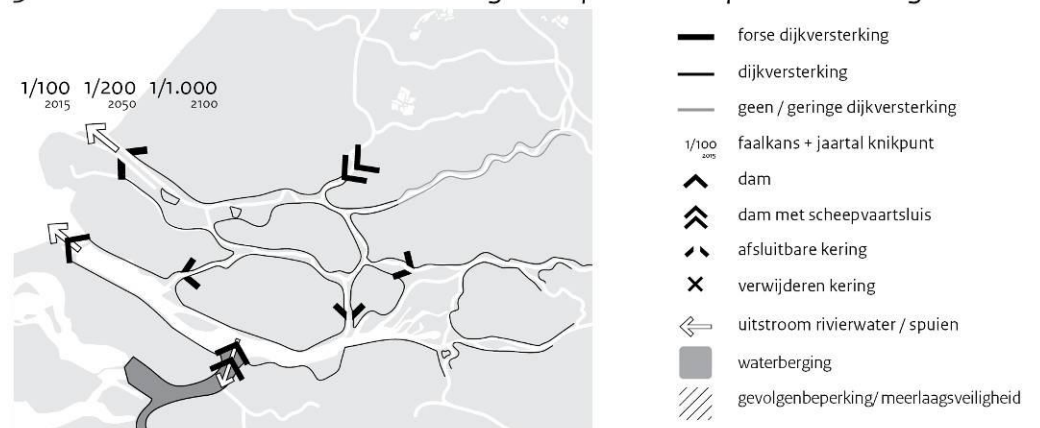 1/100 1/200 1/1.000
2015 2050 2100
forse dijkversterking
dijkversterking
geen / geringe dijkversterking
1/100 faalkans + jaartal knikpunt
2015
dam
dam met scheepvaartsluis
afsluitbare kering
verwijderen kering
uitstroom rivierwater / spuien
waterberging
gevolgenbeperking/ meerlaagsveiligheid